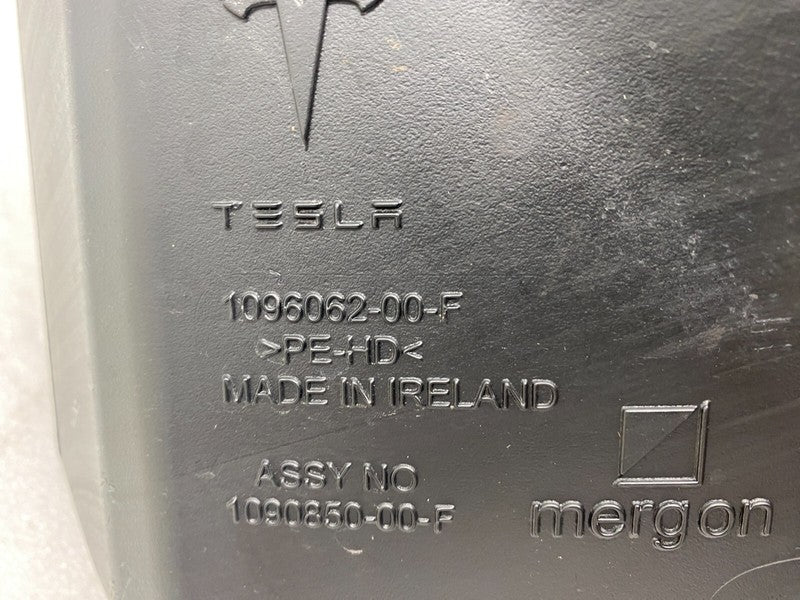 TESLA
1096062-00-F
>PE-HD<
MADE IN IRELAND
ASSY NO
1090850-00-F
mergon